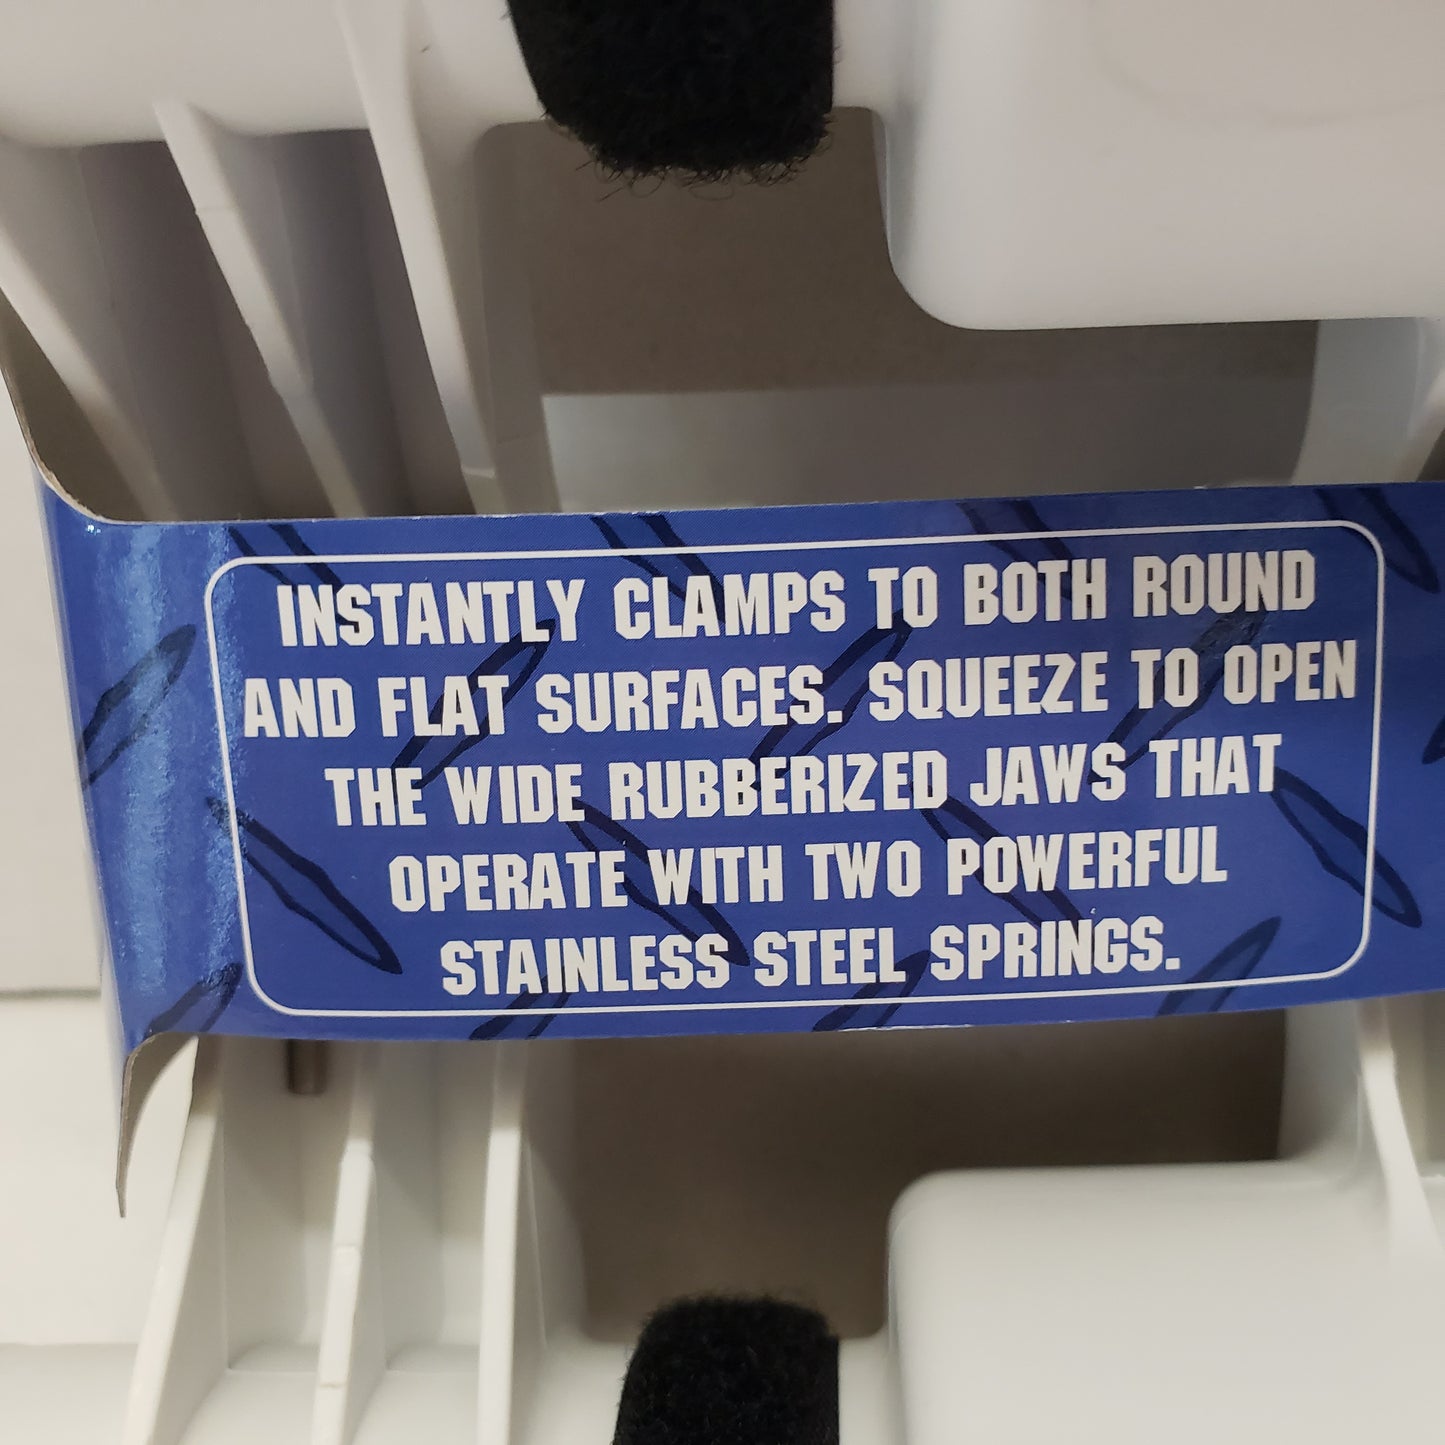 INSTANTLY CLAMPS TO BOTH ROUND
AND FLAT SURFACES. SQUEEZE TO OPEN
THE WIDE RUBBERIZED JAWS THAT
OPERATE WITH TWO POWERFUL
STAINLESS STEEL SPRINGS.